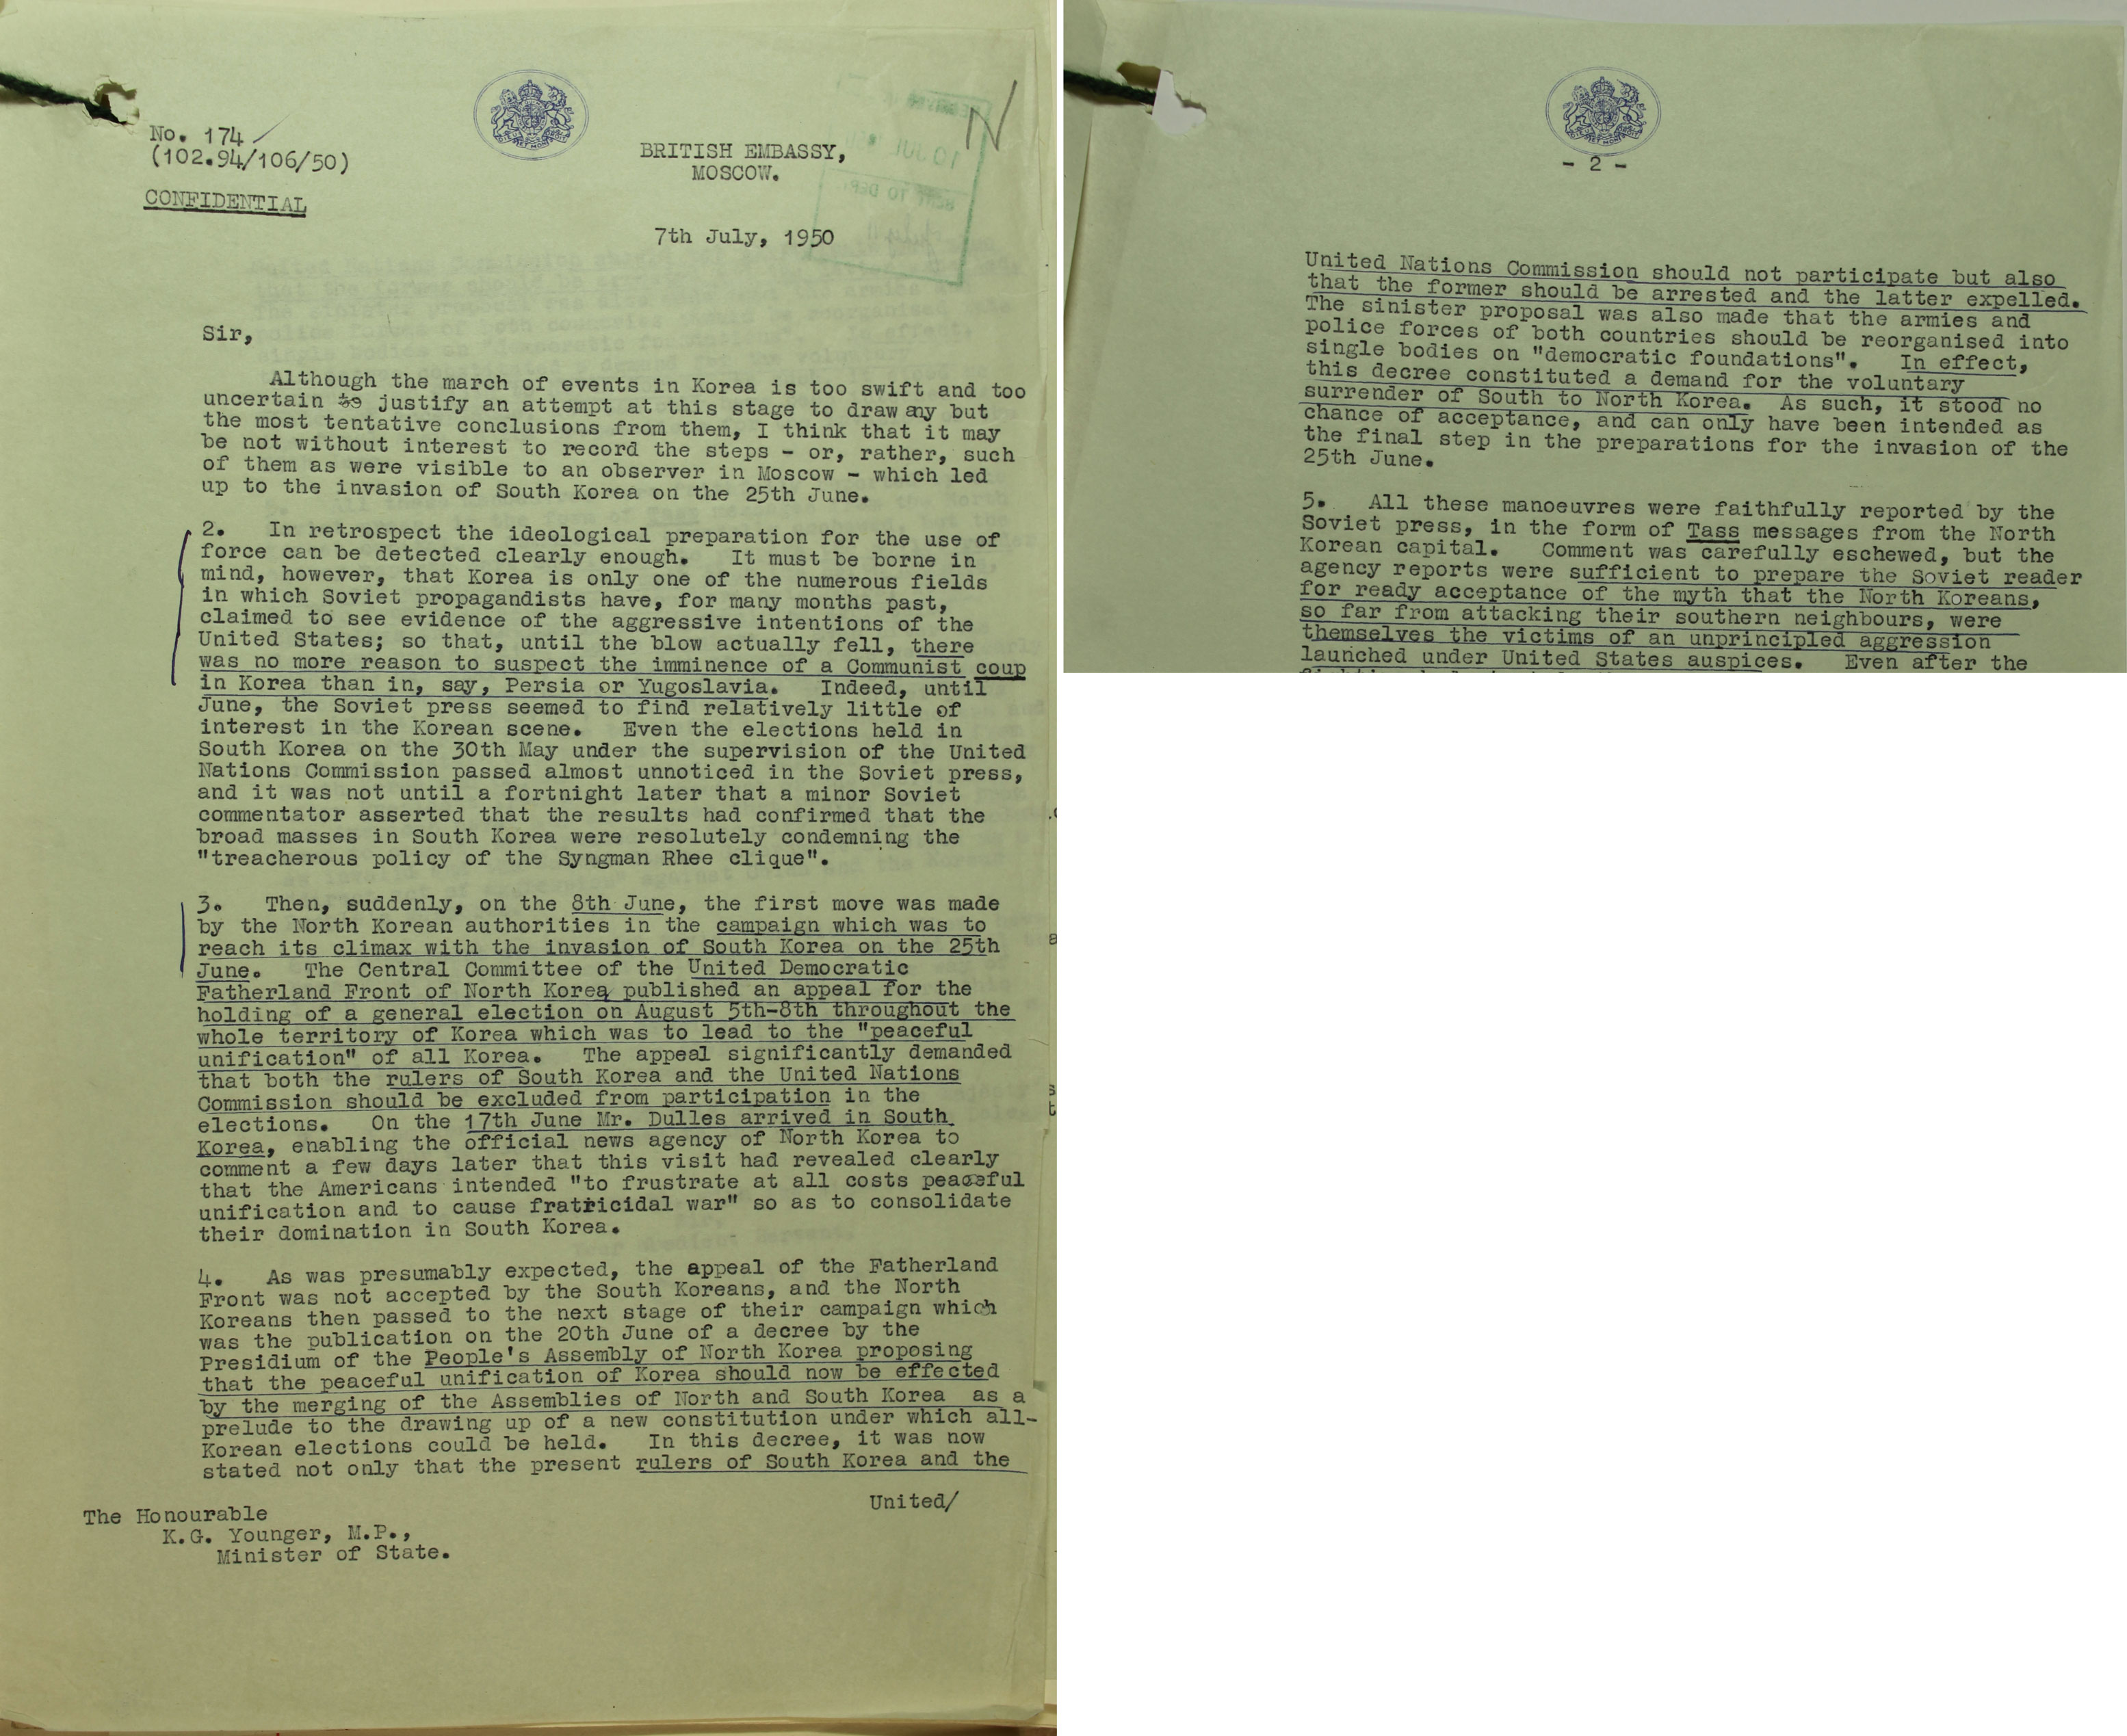 No. 174
(102.94/106/50)
CONFIDENTIAL
N
BRITISH EMBASSY,
MOSCOW.
7th July, 1950
Sir,
Although the march of events in Korea is too swift and too
uncertain to justify an attempt at this stage to draw any but
the most tentative conclusions from them, I think that it may
be not without interest to record the steps - or, rather, such
of them as were visible to an observer in Moscow - which led
up to the invasion of South Korea on the 25th June.
2. In retrospect the ideological preparation for the use of
force can be detected clearly enough. It must be borne in
mind, however, that Korea is only one of the numerous fields
in which Soviet propagandists have, for many months past,
claimed to see evidence of the aggressive intentions of the
United States; so that, until the blow actually fell, there
was no more reason to suspect the imminence of a Communist coup
in Korea than in, say, Persia or Yugoslavia. Indeed, until
June, the Soviet press seemed to find relatively little of
interest in the Korean scene. Even the elections held in
South Korea on the 30th May under the supervision of the United
Nations Commission passed almost unnoticed in the Soviet press,
and it was not until a fortnight later that a minor Soviet
commentator asserted that the results had confirmed that the
broad masses in South Korea were resolutely condemning the
"treacherous policy of the Syngman Rhee clique".
3. Then, suddenly, on the 8th June, the first move was made
by the North Korean authorities in the campaign which was to
reach its climax with the invasion of South Korea on the 25th
June. The Central Committee of the United Democratic
Fatherland Front of North Korea published an appeal for the
holding of a general election on August 5th-8th throughout the
whole territory of Korea which was to lead to the "peaceful
unification" of all Korea. The appeal significantly demanded
that both the rulers of South Korea and the United Nations
Commission should be excluded from participation in the
elections. On the 17th June Mr. Dulles arrived in South
Korea, enabling the official news agency of North Korea to
comment a few days later that this visit had revealed clearly
that the Americans intended "to frustrate at all costs peaceful
unification and to cause fratricidal war" so as to consolidate
their domination in South Korea.
4. As was presumably expected, the appeal of the Fatherland
Front was not accepted by the South Koreans, and the North
Koreans then passed to the next stage of their campaign which
was the publication on the 20th June of a decree by the
Presidium of the People's Assembly of North Korea proposing
that the peaceful unification of Korea should now be effected
by the merging of the Assemblies of North and South Korea as a
prelude to the drawing up of a new constitution under which all-
Korean elections could be held. In this decree, it was now
stated not only that the present rulers of South Korea and the
United/
The Honourable
K.G. Younger, M.P.,
Minister of State.
- 2 -
United Nations Commission should not participate but also
that the former should be arrested and the latter expelled.
The sinister proposal was also made that the armies and
police forces of both countries should be reorganised into
single bodies on "democratic foundations". In effect,
this decree constituted a demand for the voluntary
surrender of South to North Korea. As such, it stood no
chance of acceptance, and can only have been intended as
the final step in the preparations for the invasion of the
25th June.
5. All these manoeuvres were faithfully reported by the
Soviet press, in the form of Tass messages from the North
Korean capital. Comment was carefully eschewed, but the
agency reports were sufficient to prepare the Soviet reader
for ready acceptance of the myth that the North Koreans,
so far from attacking their southern neighbours, were
themselves the victims of an unprincipled aggression
launched under United States auspices. Even after the